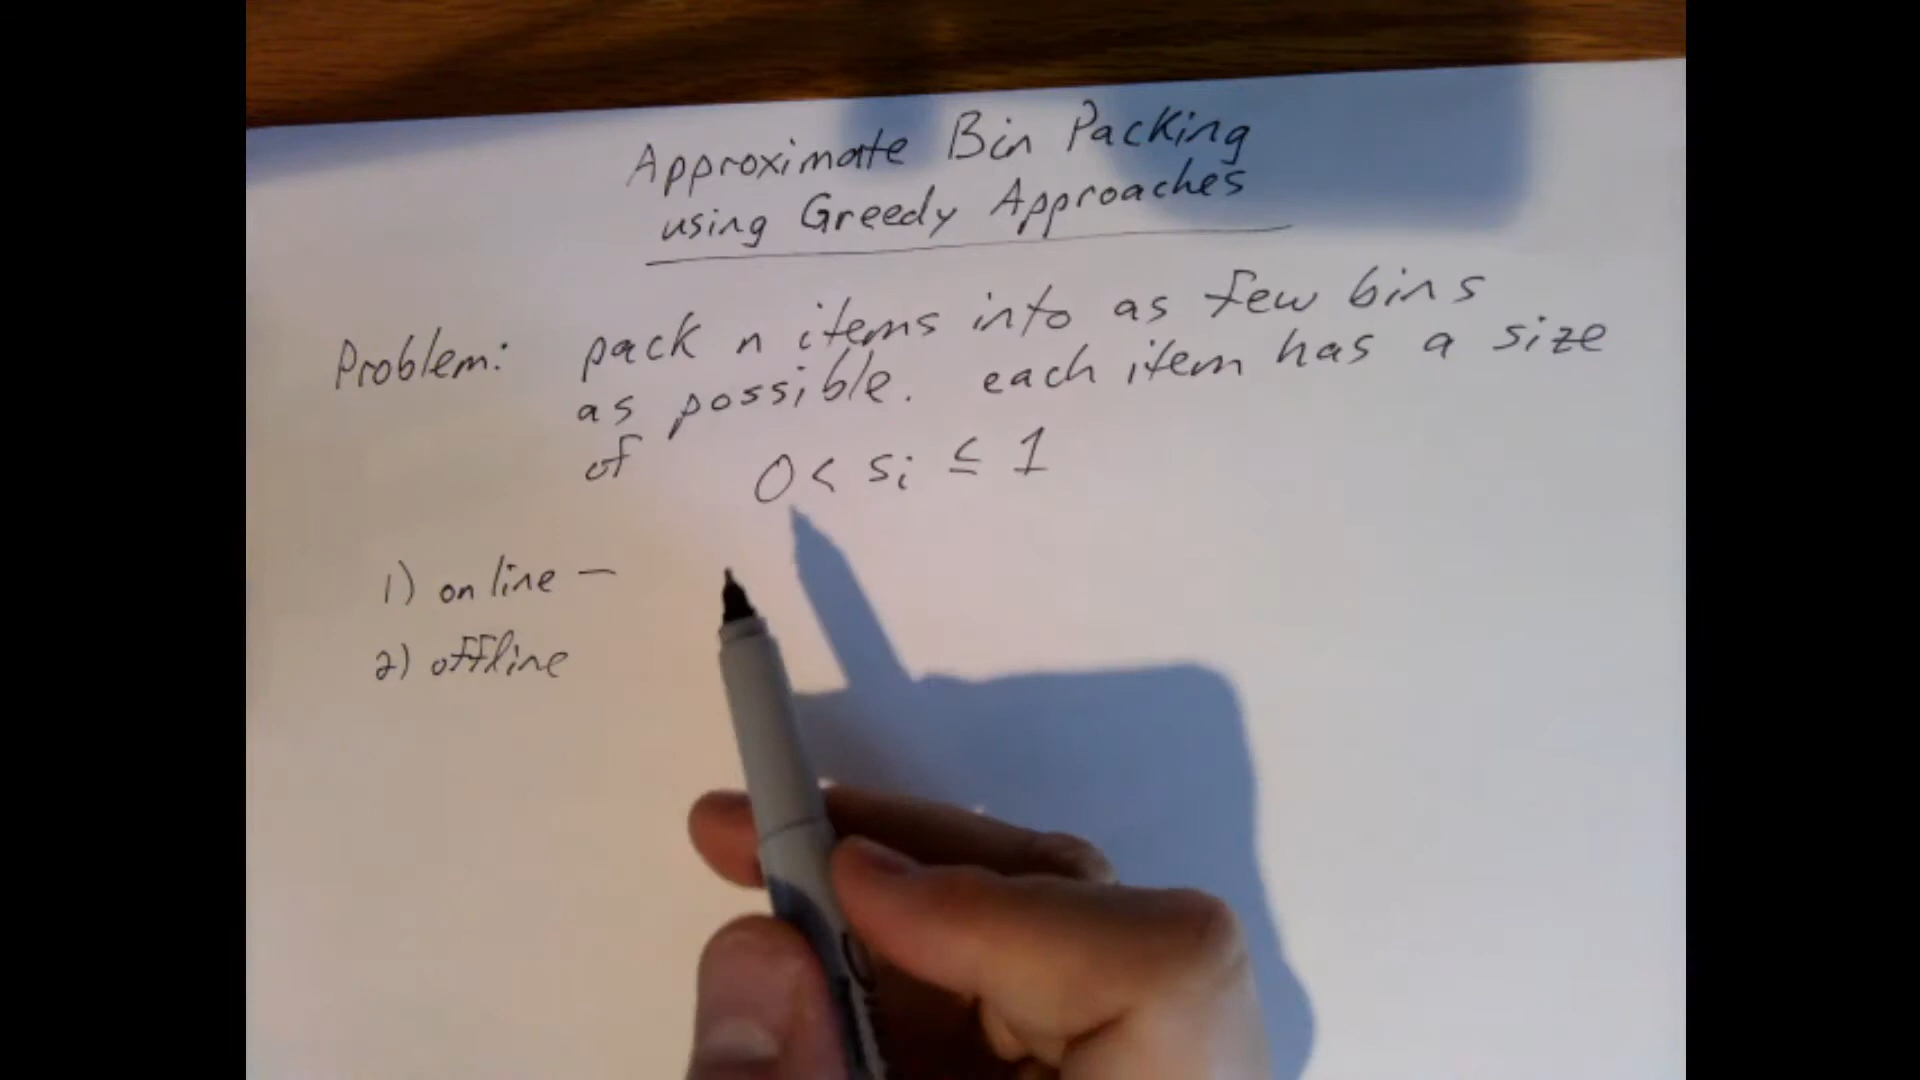 Approximate Bin Packing
using Greedy Approaches
Problem: pack n items into as few bins
as possible. each item has a size
of 0 < si ≤ 1
1) online —
2) offline